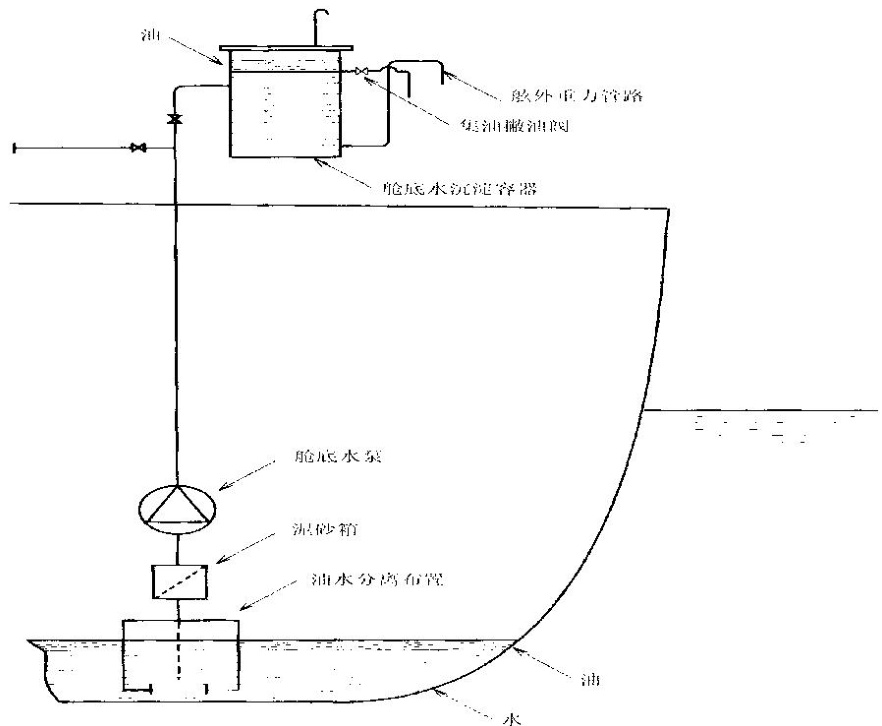 油
舷外重力管路
集油撇油阀
舱底水沉淀容器
舱底水泵
泥砂箱
油水分离布置
油
水